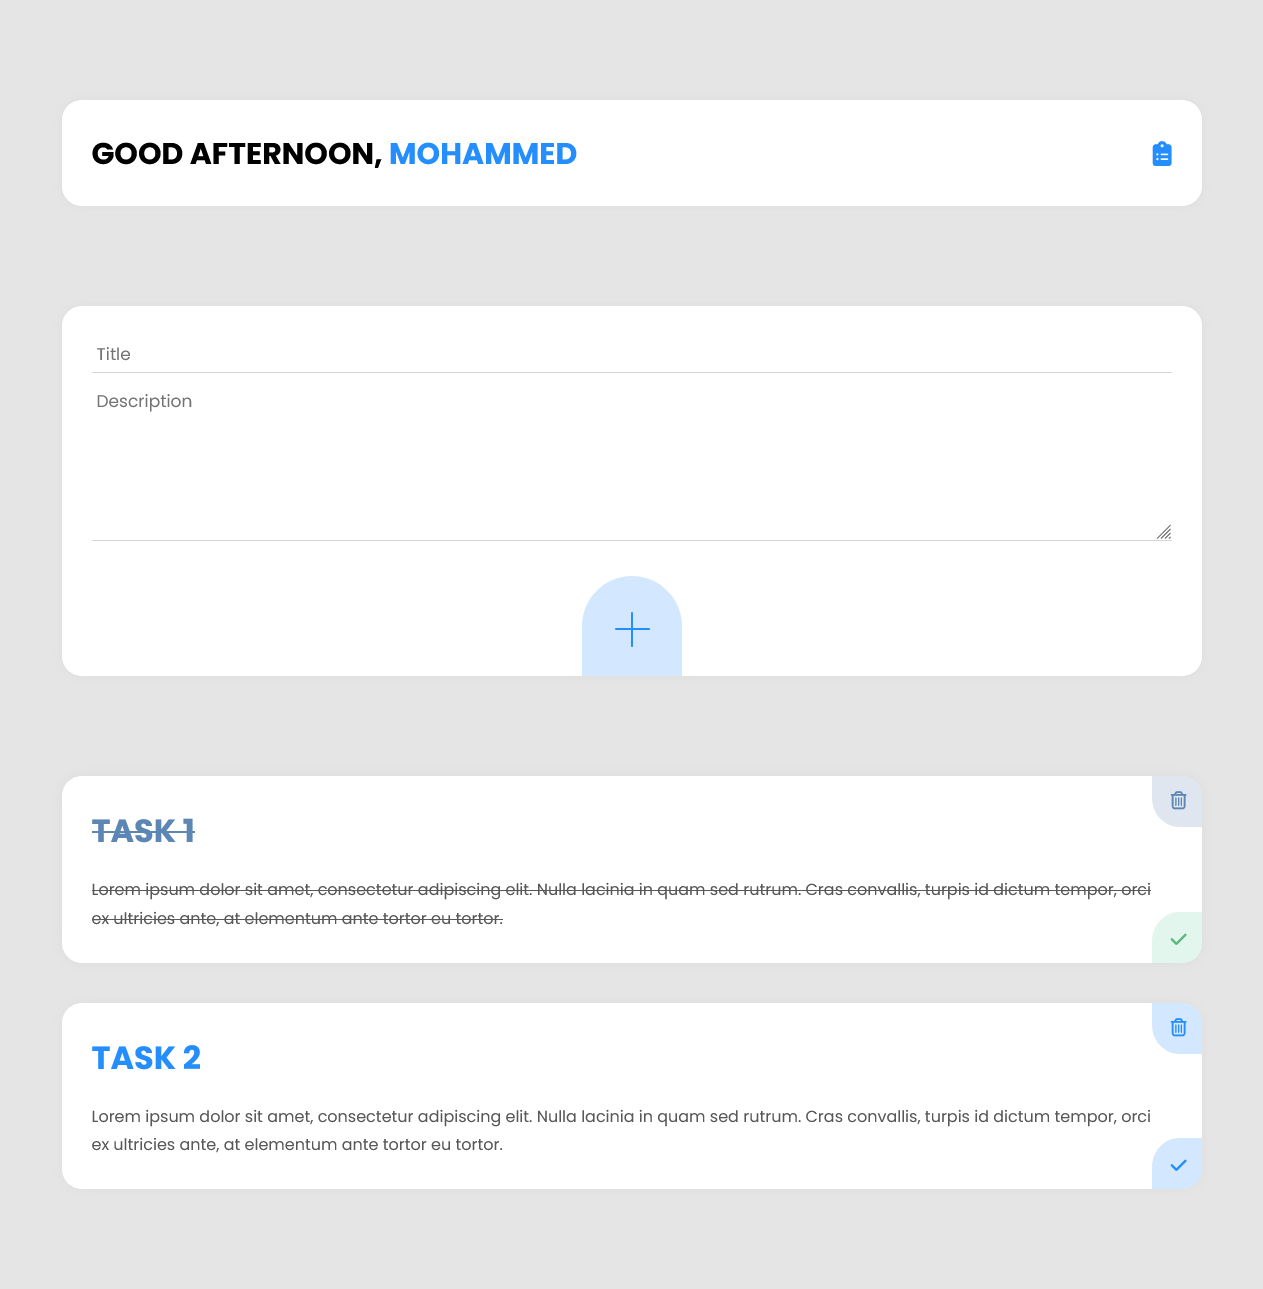 GOOD AFTERNOON, MOHAMMED
Title
Description
TASK 1
Lorem ipsum dolor sit amet, consectetur adipiscing elit. Nulla lacinia in quam sed rutrum. Cras convallis, turpis id dictum tempor, orci
ex ultricies ante, at elementum ante tortor eu tortor.
TASK 2
Lorem ipsum dolor sit amet, consectetur adipiscing elit. Nulla lacinia in quam sed rutrum. Cras convallis, turpis id dictum tempor, orci
ex ultricies ante, at elementum ante tortor eu tortor.